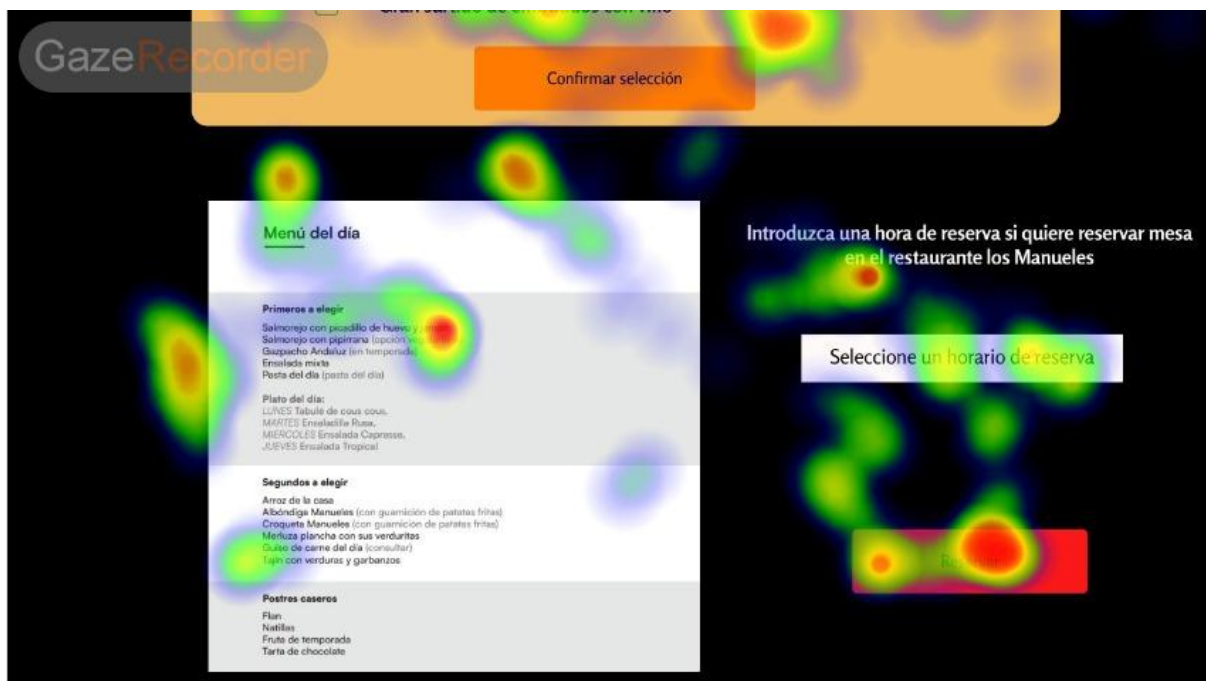 Gran surtido de
GazeRecorder
Confirmar selección
Menú del día
Introduzca una hora de reserva si quiere reservar mesa
en el restaurante los Manueles
Primeros a elegir
Salmorejo con picadillo de huevo y
Salmorejo con pipirrana (opción
Gazpacho Andaluz (en temporada)
Ensalada mixta
Pasta del día (pasta del día)
Seleccione un horario de reserva
Plato del día:
LUNES Tabulé de cous cous,
MARTES Ensaladilla Rusa,
MIERCOLES Ensalada Capresse,
JUEVES Ensalada Tropical
Segundos a elegir
Arroz de la casa
Albóndiga Manueles (con guarnición de patatas fritas)
Croqueta Manueles (con guarnición de patatas fritas)
Merluza plancha con sus verduritas
Guiso de carne del día (consultar)
Tajín con verduras y garbanzos
Postres caseros
Flan
Natillas
Fruta de temporada
Tarta de chocolate